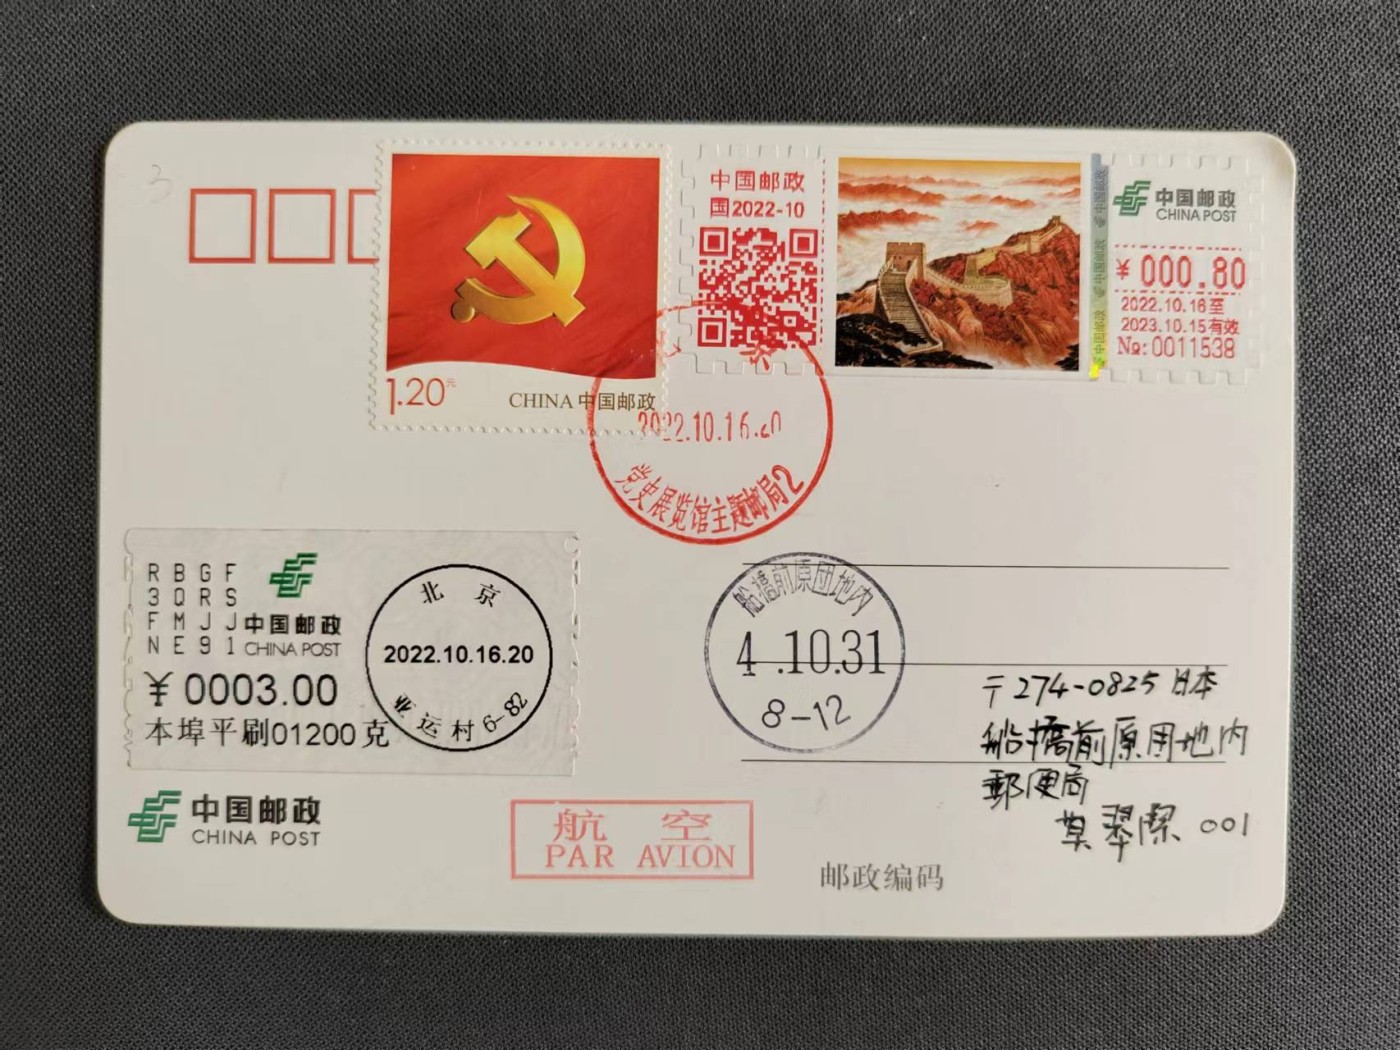 3
1.20元
CHINA 中国邮政
中国邮政
国2022-10
中国邮政
CHINA POST
¥000.80
2022.10.16至
2023.10.15有效
№:0011538
北京
2022.10.16.20
党史展览馆主题邮局2
RBGF
3QRS
FMJJ
NE91
中国邮政
CHINA POST
¥0003.00
本埠平刷01200克
北京
2022.10.16.20
亚运村6-82
船橋前原団地内
4.10.31
8-12
〒274-0825 日本
船橋前原団地内
郵便局
001
中国邮政
CHINA POST
航空
PAR AVION
邮政编码